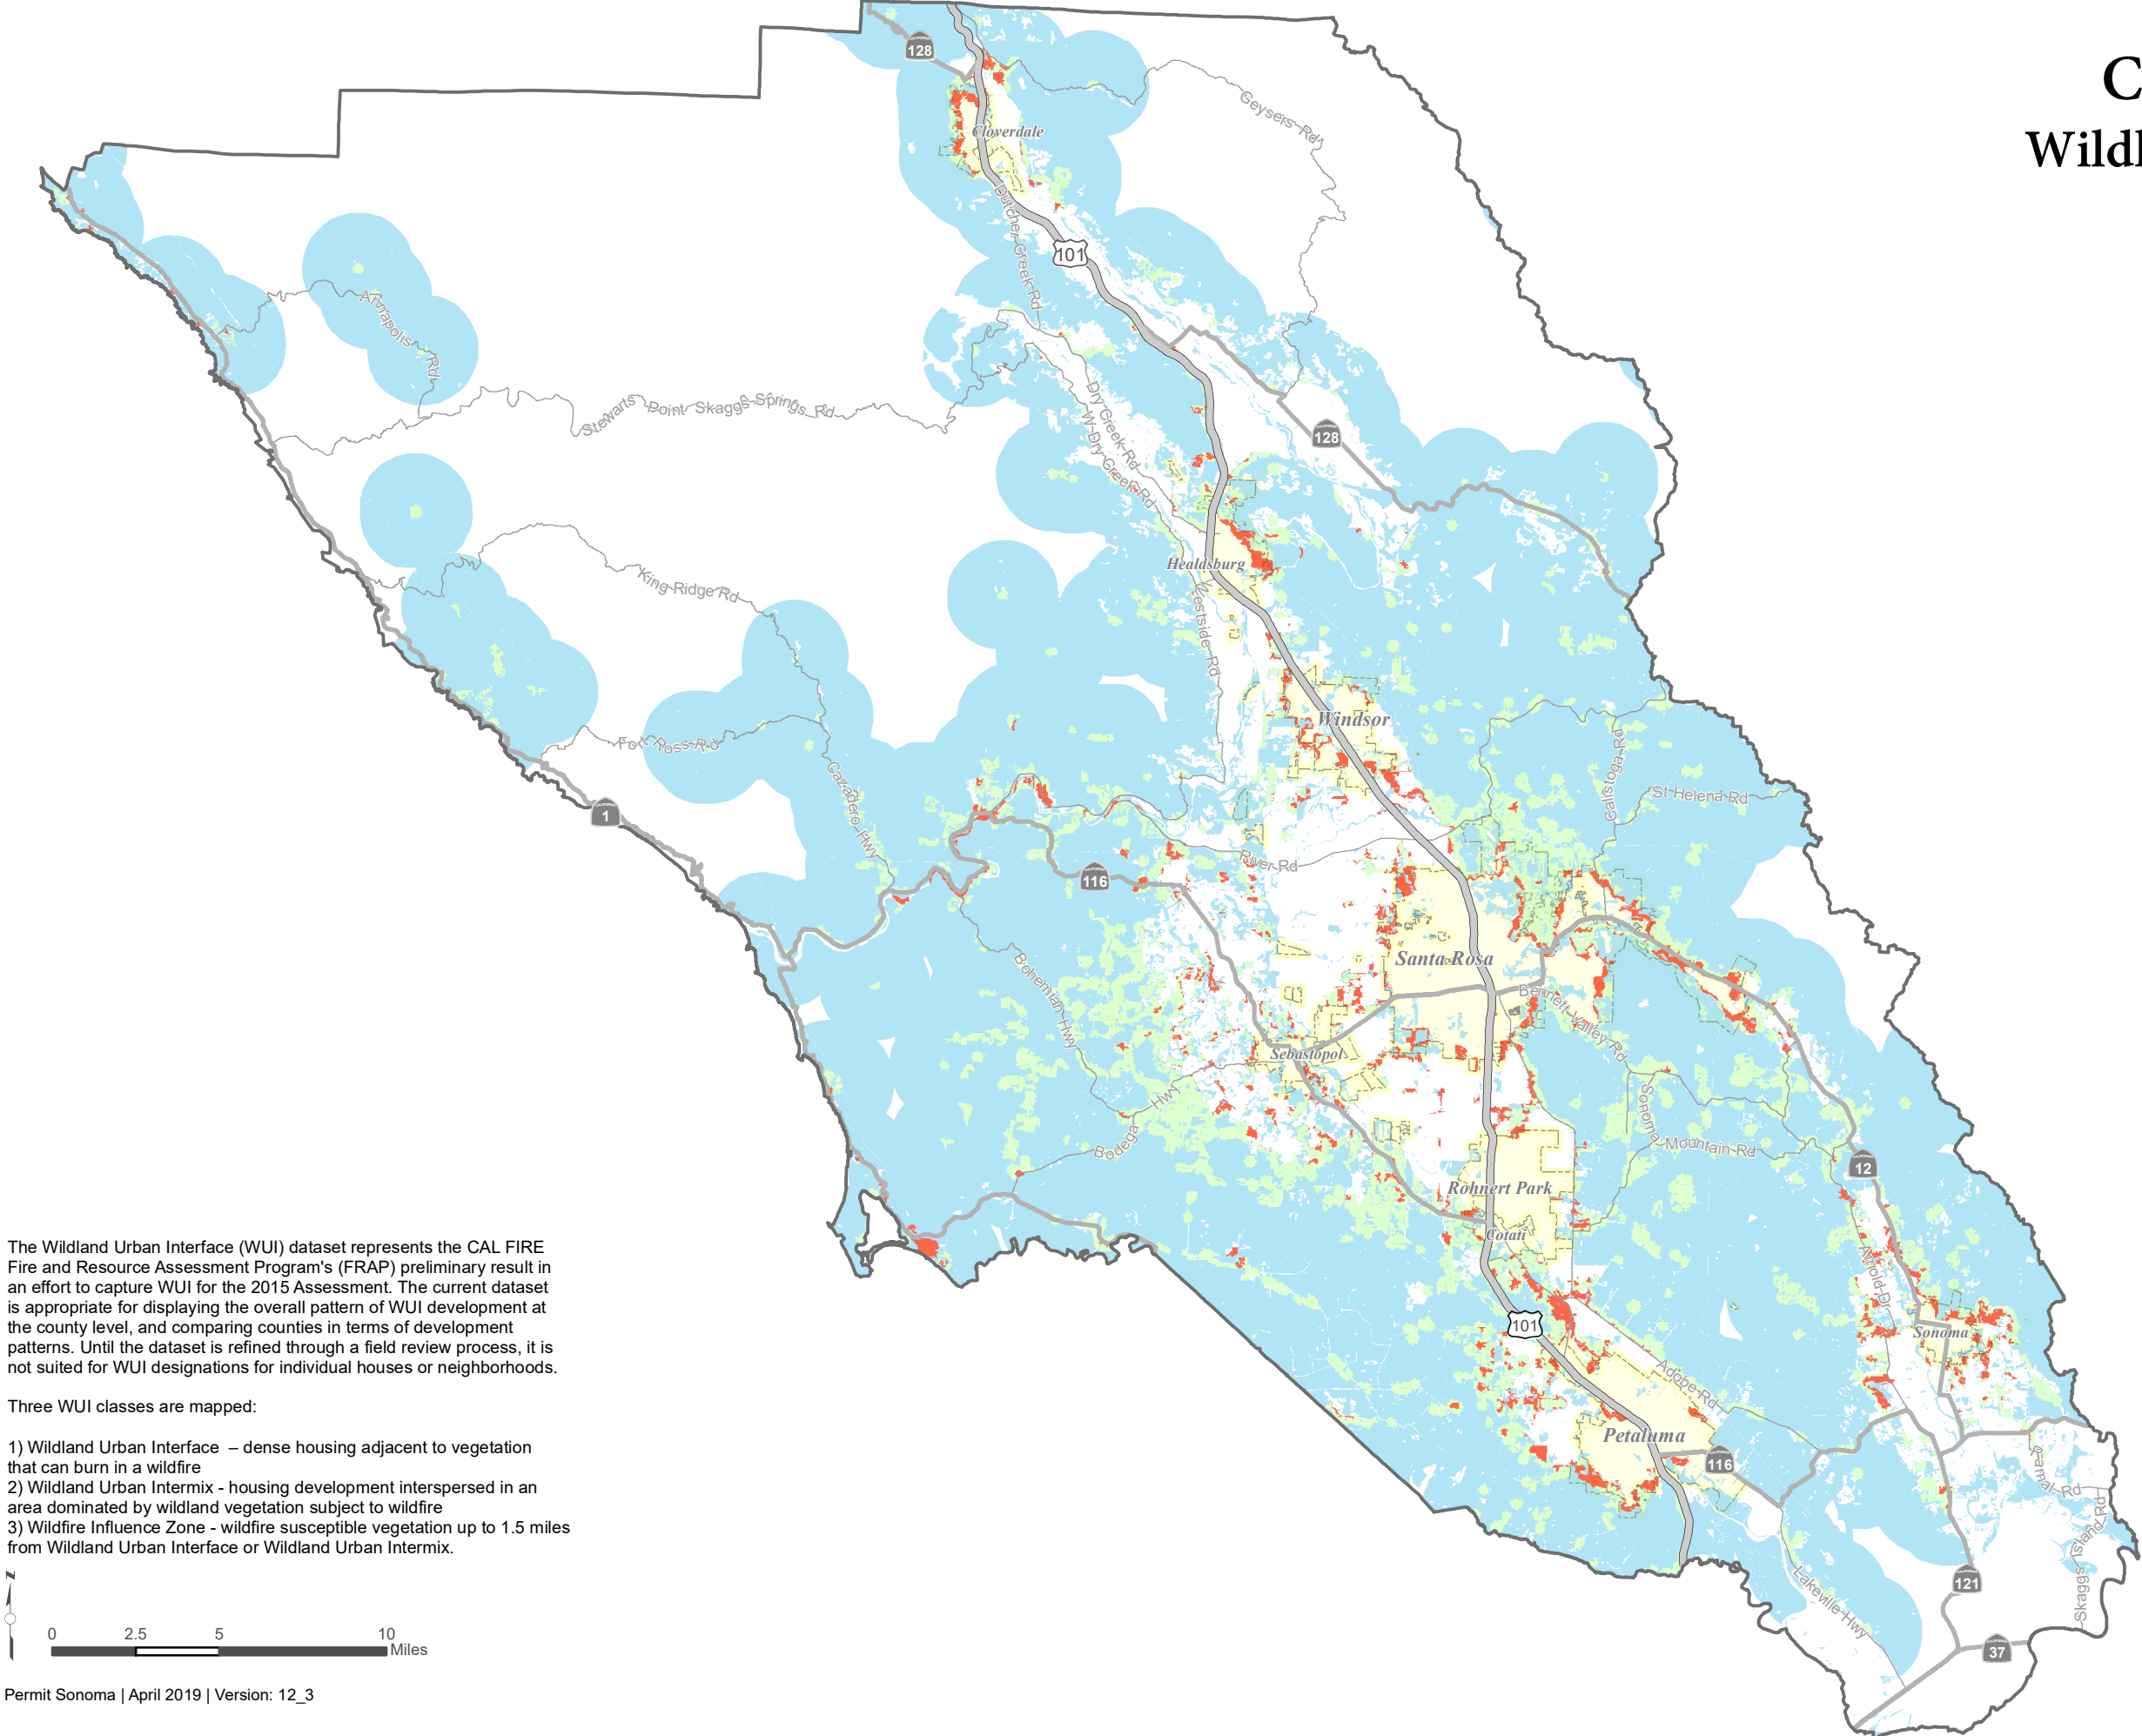 C
Wildl
128
Geysers Rd
Cloverdale
Dutcher Creek Rd
101
Annapolis Rd
Stewarts Point Skaggs Springs Rd
Dry Creek Rd
W Dry Creek Rd
128
King Ridge Rd
Healdsburg
Westside Rd
Windsor
Fort Ross Rd
Cazadero Hwy
Calistoga Rd
St Helena Rd
1
116
River Rd
Santa Rosa
Bohemian Hwy
Bennett Valley Rd
Sebastopol
Bodega Hwy
Sonoma Mountain Rd
12
Rohnert Park
Cotati
Arnold Dr
101
Sonoma
Adobe Rd
Petaluma
116
Ramal Rd
Skaggs Island Rd
121
Lakeville Hwy
37
The Wildland Urban Interface (WUI) dataset represents the CAL FIRE
Fire and Resource Assessment Program's (FRAP) preliminary result in
an effort to capture WUI for the 2015 Assessment. The current dataset
is appropriate for displaying the overall pattern of WUI development at
the county level, and comparing counties in terms of development
patterns. Until the dataset is refined through a field review process, it is
not suited for WUI designations for individual houses or neighborhoods.
Three WUI classes are mapped:
1) Wildland Urban Interface – dense housing adjacent to vegetation
that can burn in a wildfire
2) Wildland Urban Intermix - housing development interspersed in an
area dominated by wildland vegetation subject to wildfire
3) Wildfire Influence Zone - wildfire susceptible vegetation up to 1.5 miles
from Wildland Urban Interface or Wildland Urban Intermix.
N
0 2.5 5 10
Miles
Permit Sonoma | April 2019 | Version: 12_3